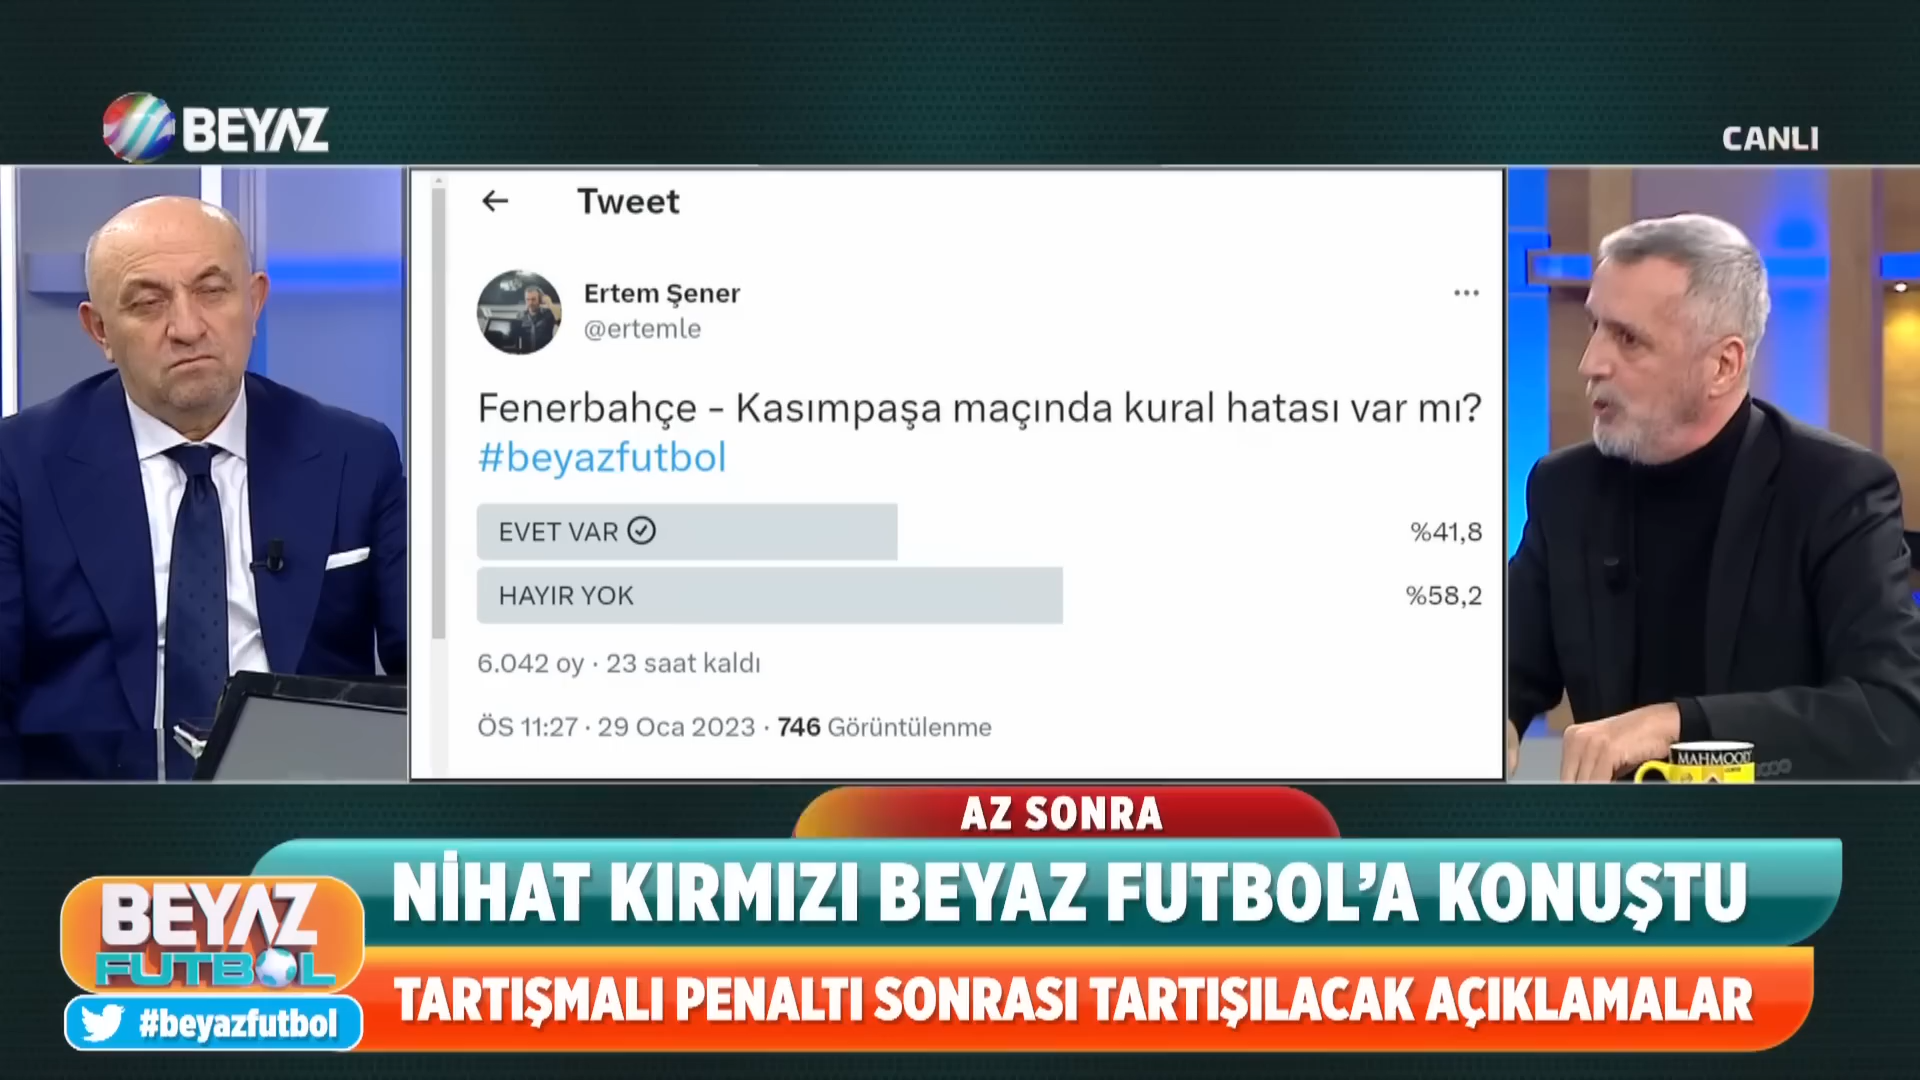 BEYAZ
CANLI
Tweet
Ertem Şener
@ertemle
Fenerbahçe - Kasımpaşa maçında kural hatası var mı?
#beyazfutbol
EVET VAR %41,8
HAYIR YOK %58,2
6.042 oy · 23 saat kaldı
ÖS 11:27 · 29 Oca 2023 · 746 Görüntülenme
MAHMOOD
AZ SONRA
NİHAT KIRMIZI BEYAZ FUTBOL'A KONUŞTU
TARTIŞMALI PENALTI SONRASI TARTIŞILACAK AÇIKLAMALAR
BEYAZ
FUTBOL
#beyazfutbol